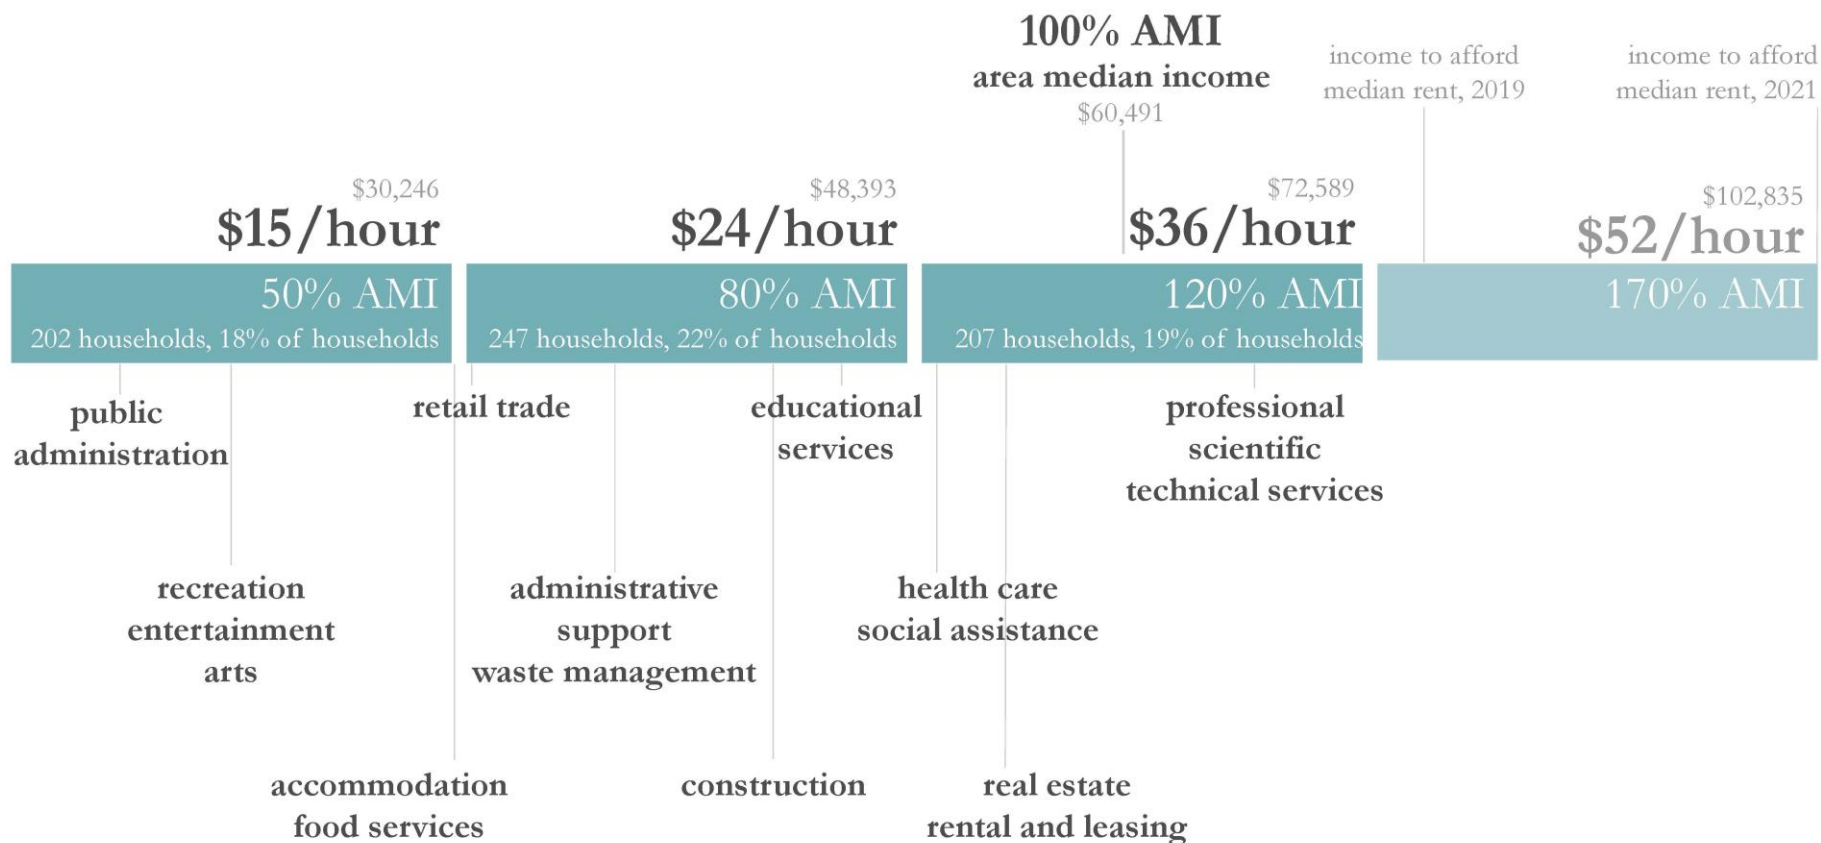 100% AMI
area median income
$60,491
income to afford
median rent, 2019
income to afford
median rent, 2021
$30,246
$15/hour
$48,393
$24/hour
$72,589
$36/hour
$102,835
$52/hour
50% AMI
202 households, 18% of households
80% AMI
247 households, 22% of households
120% AMI
207 households, 19% of households
170% AMI
public
administration
retail trade
educational
services
professional
scientific
technical services
recreation
entertainment
arts
administrative
support
waste management
health care
social assistance
accommodation
food services
construction
real estate
rental and leasing